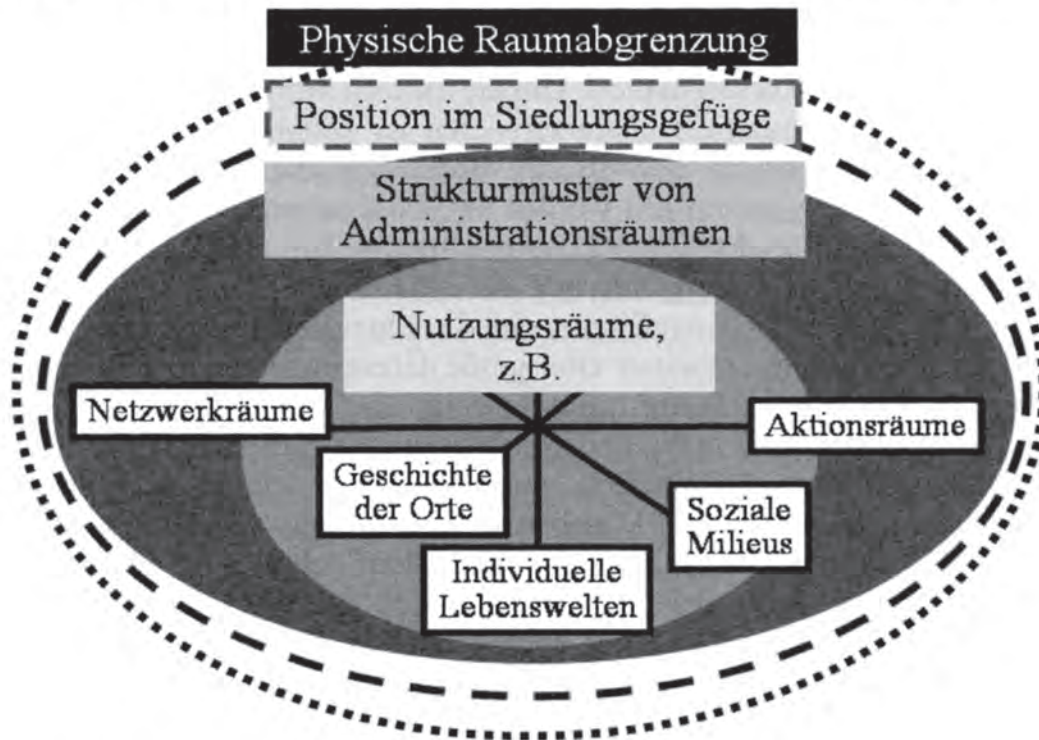 Physische Raumabgrenzung
Position im Siedlungsgefüge
Strukturmuster von
Administrationsräumen
Nutzungsräume,
z.B.
Netzwerkräume
Aktionsräume
Geschichte
der Orte
Soziale
Milieus
Individuelle
Lebenswelten